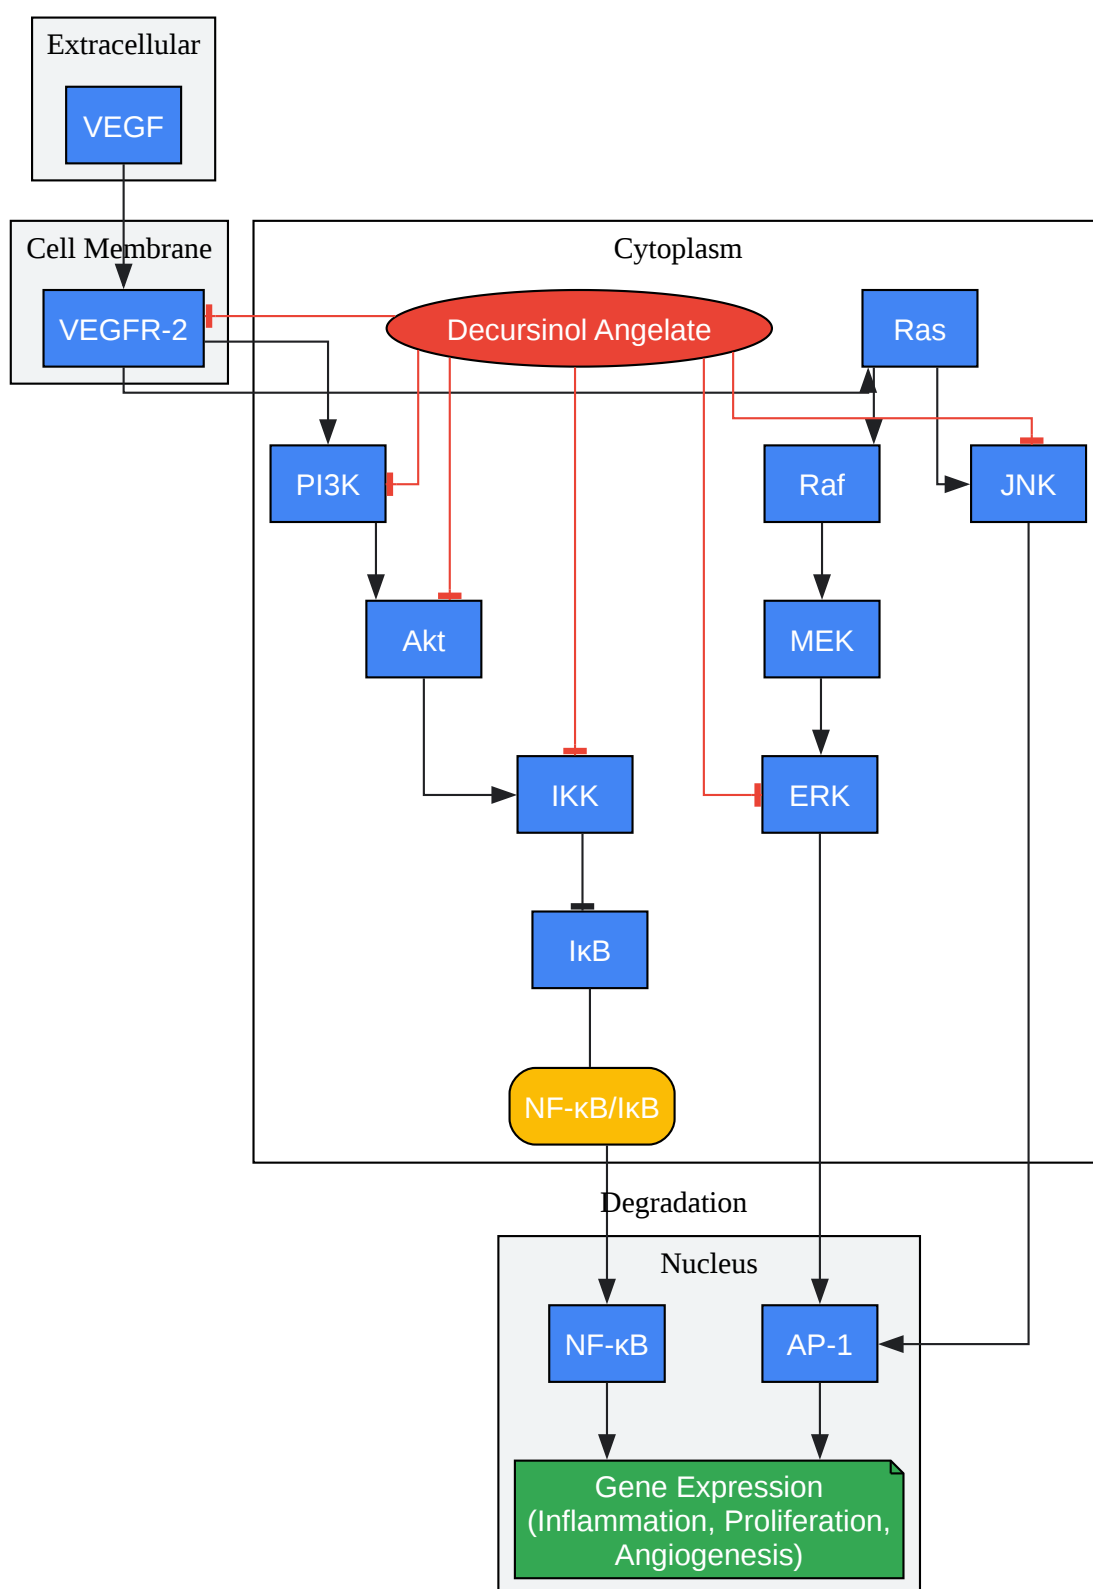 Extracellular
VEGF
Cell Membrane
Cytoplasm
VEGFR-2
Decursinol Angelate
Ras
PI3K
Raf
JNK
Akt
MEK
IKK
ERK
IκB
NF-κB/IκB
Degradation
Nucleus
NF-κB
AP-1
Gene Expression
(Inflammation, Proliferation,
Angiogenesis)